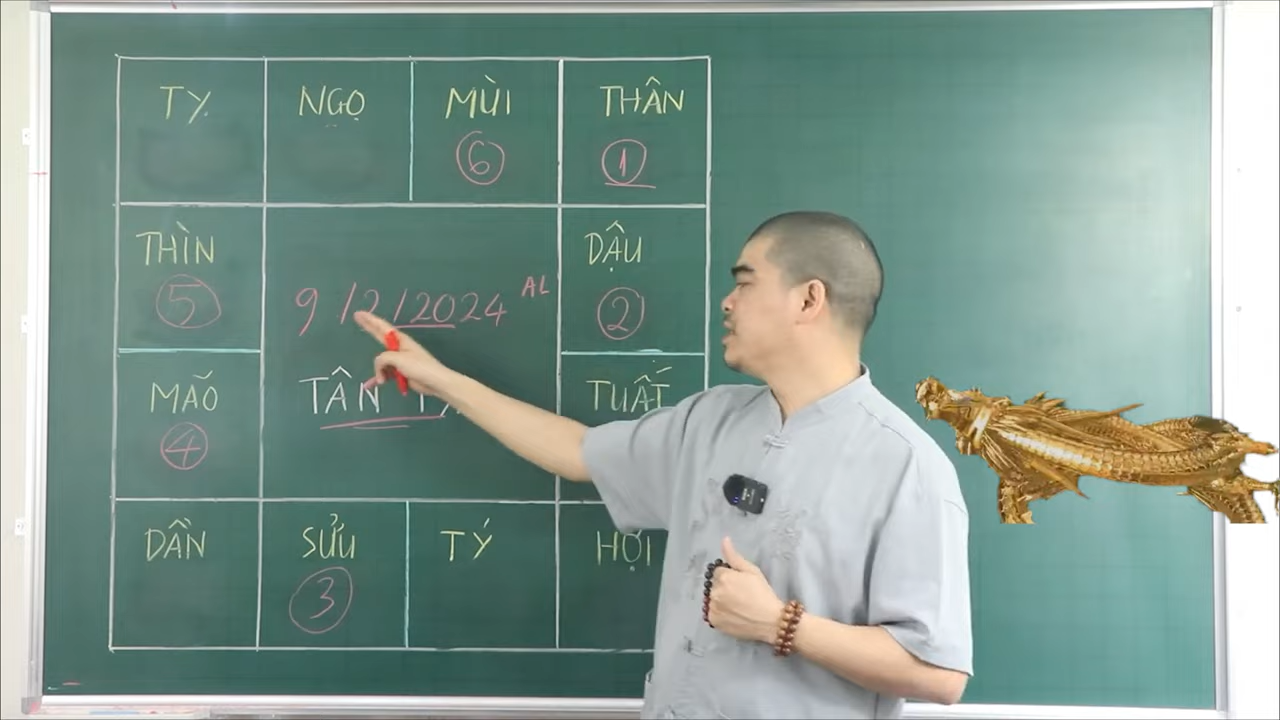 TỴ NGỌ MÙI THÂN
6 1
THÌN DẬU
5 2
9/2/2024 AL
MÃO TÂN TUẤT
4
DẦN SỬU TÝ HỢI
3